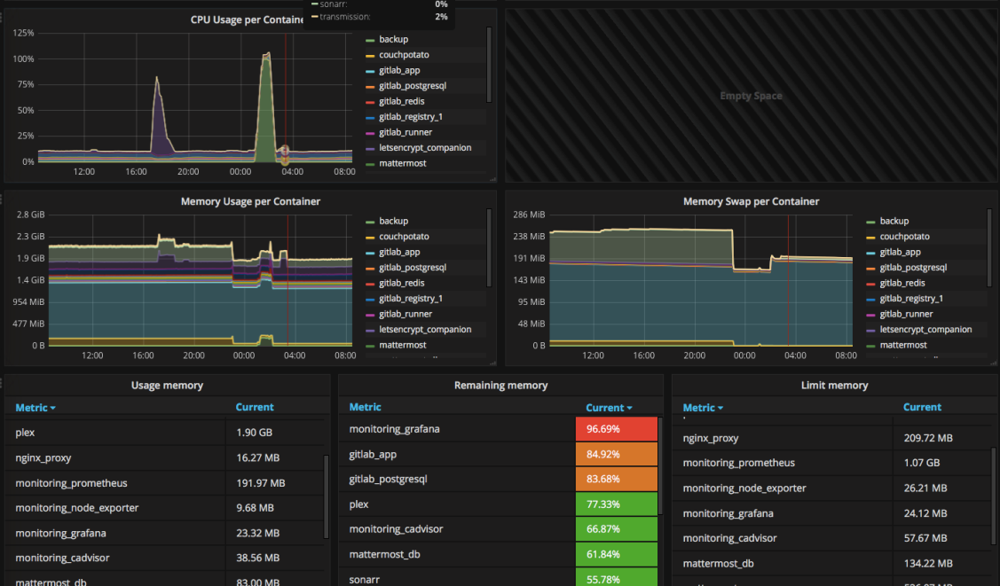 sonarr: 0%
transmission: 2%
CPU Usage per Containe
125%
100%
75%
50%
25%
0%
12:00 16:00 20:00 00:00 04:00 08:00
backup
couchpotato
gitlab_app
gitlab_postgresql
gitlab_redis
gitlab_registry_1
gitlab_runner
letsencrypt_companion
mattermost
Empty Space
Memory Usage per Container
2.8 GiB
2.3 GiB
1.9 GiB
1.4 GiB
954 MiB
477 MiB
0 B
12:00 16:00 20:00 00:00 04:00 08:00
backup
couchpotato
gitlab_app
gitlab_postgresql
gitlab_redis
gitlab_registry_1
gitlab_runner
letsencrypt_companion
mattermost
Memory Swap per Container
286 MiB
238 MiB
191 MiB
143 MiB
95 MiB
48 MiB
0 B
12:00 16:00 20:00 00:00 04:00 08:00
backup
couchpotato
gitlab_app
gitlab_postgresql
gitlab_redis
gitlab_registry_1
gitlab_runner
letsencrypt_companion
mattermost
Usage memory
Metric Current
plex 1.90 GB
nginx_proxy 16.27 MB
monitoring_prometheus 191.97 MB
monitoring_node_exporter 9.68 MB
monitoring_grafana 23.32 MB
monitoring_cadvisor 38.56 MB
mattermost_db 83.00 MB
Remaining memory
Metric Current
monitoring_grafana 96.69%
gitlab_app 84.92%
gitlab_postgresql 83.68%
plex 77.33%
monitoring_cadvisor 66.87%
mattermost_db 61.84%
sonarr 55.78%
Limit memory
Metric Current
nginx_proxy 209.72 MB
monitoring_prometheus 1.07 GB
monitoring_node_exporter 26.21 MB
monitoring_grafana 24.12 MB
monitoring_cadvisor 57.67 MB
mattermost_db 134.22 MB